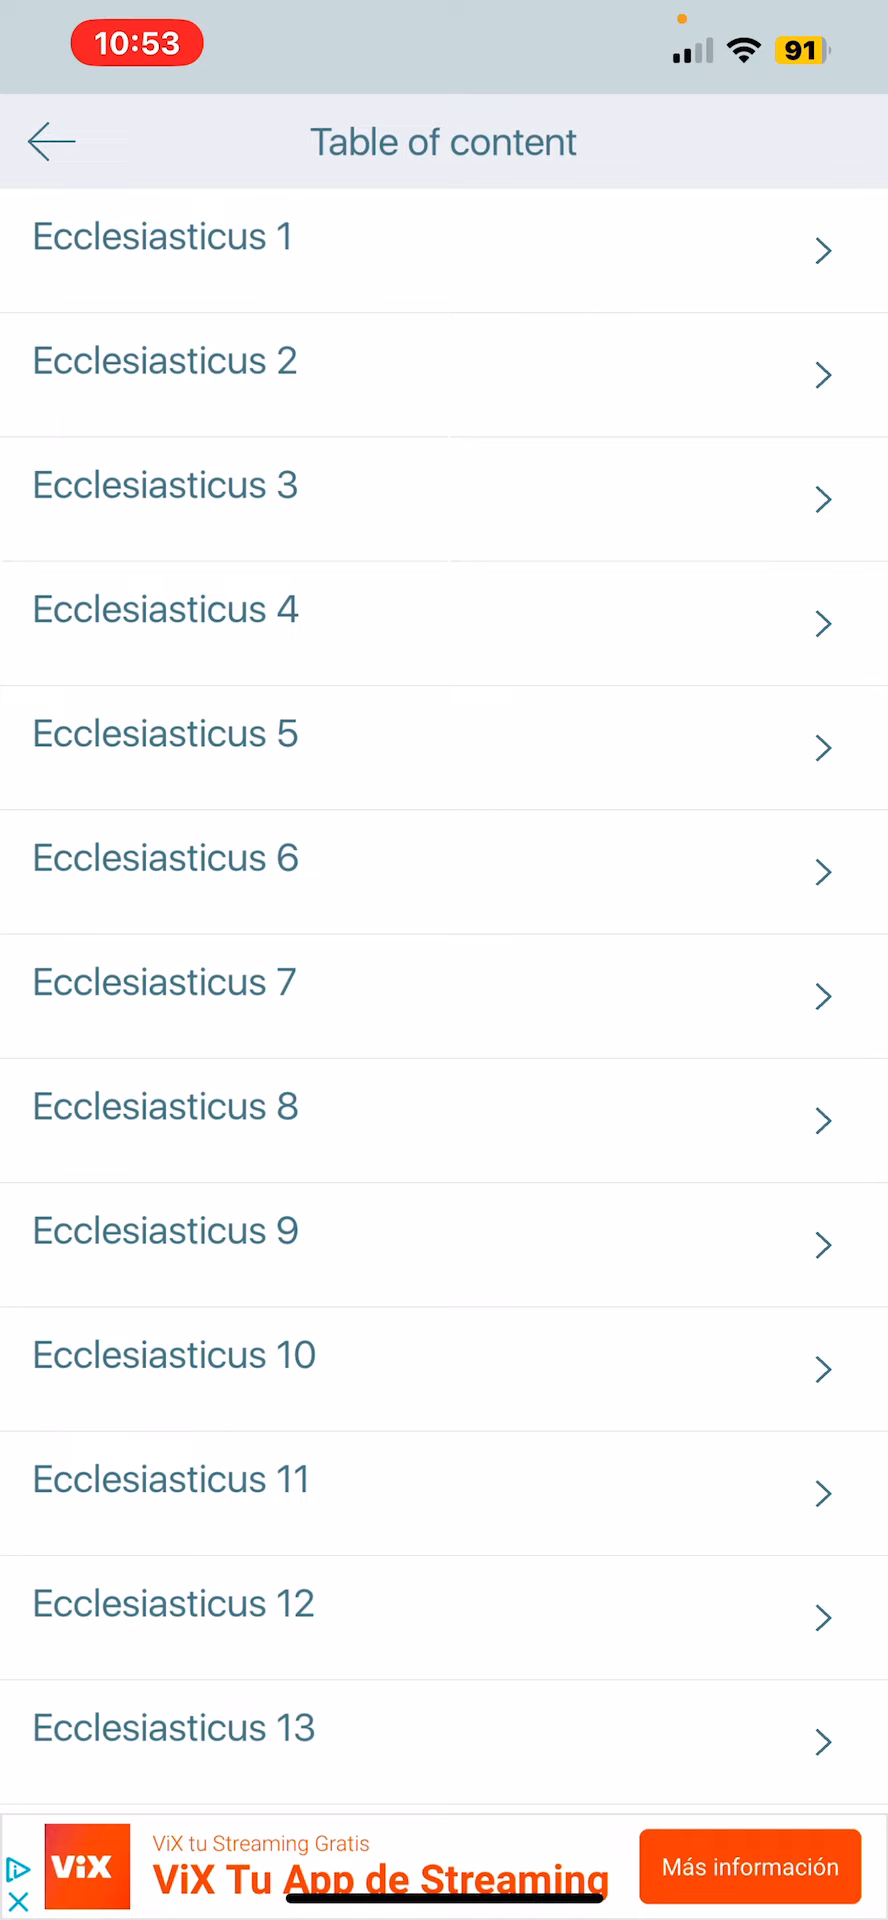 10:53
91
Table of content
Ecclesiasticus 1
Ecclesiasticus 2
Ecclesiasticus 3
Ecclesiasticus 4
Ecclesiasticus 5
Ecclesiasticus 6
Ecclesiasticus 7
Ecclesiasticus 8
Ecclesiasticus 9
Ecclesiasticus 10
Ecclesiasticus 11
Ecclesiasticus 12
Ecclesiasticus 13
ViX
ViX tu Streaming Gratis
ViX Tu App de Streaming
Más información